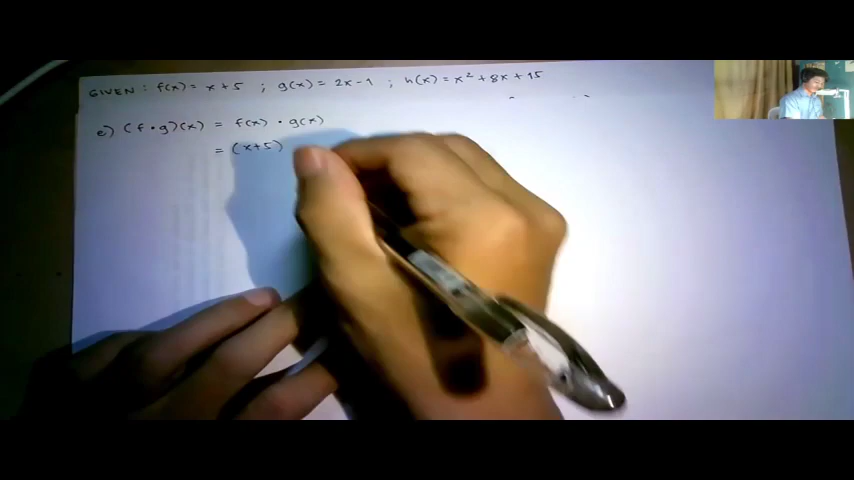 GIVEN : f(x) = x + 5 ; g(x) = 2x - 1 ; h(x) = x² + 8x + 15
e) (f • g)(x) = f(x) • g(x)
= (x+5)